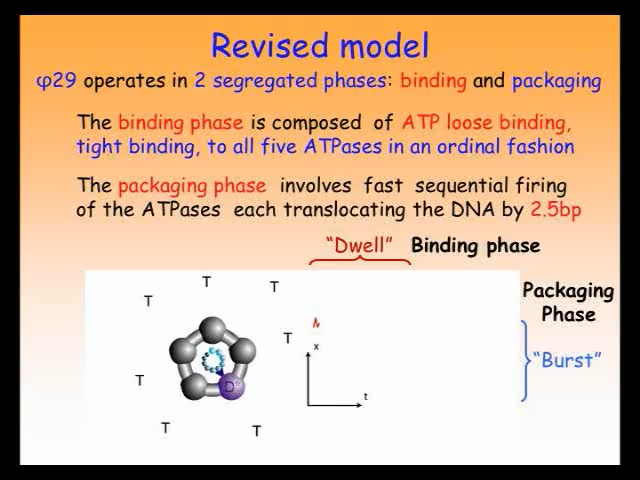 Revised model
φ29 operates in 2 segregated phases: binding and packaging
The binding phase is composed of ATP loose binding,
tight binding, to all five ATPases in an ordinal fashion
The packaging phase involves fast sequential firing
of the ATPases each translocating the DNA by 2.5bp
“Dwell” Binding phase
Packaging
Phase
“Burst”
T
T
T
T
T
T
T
D
x
t